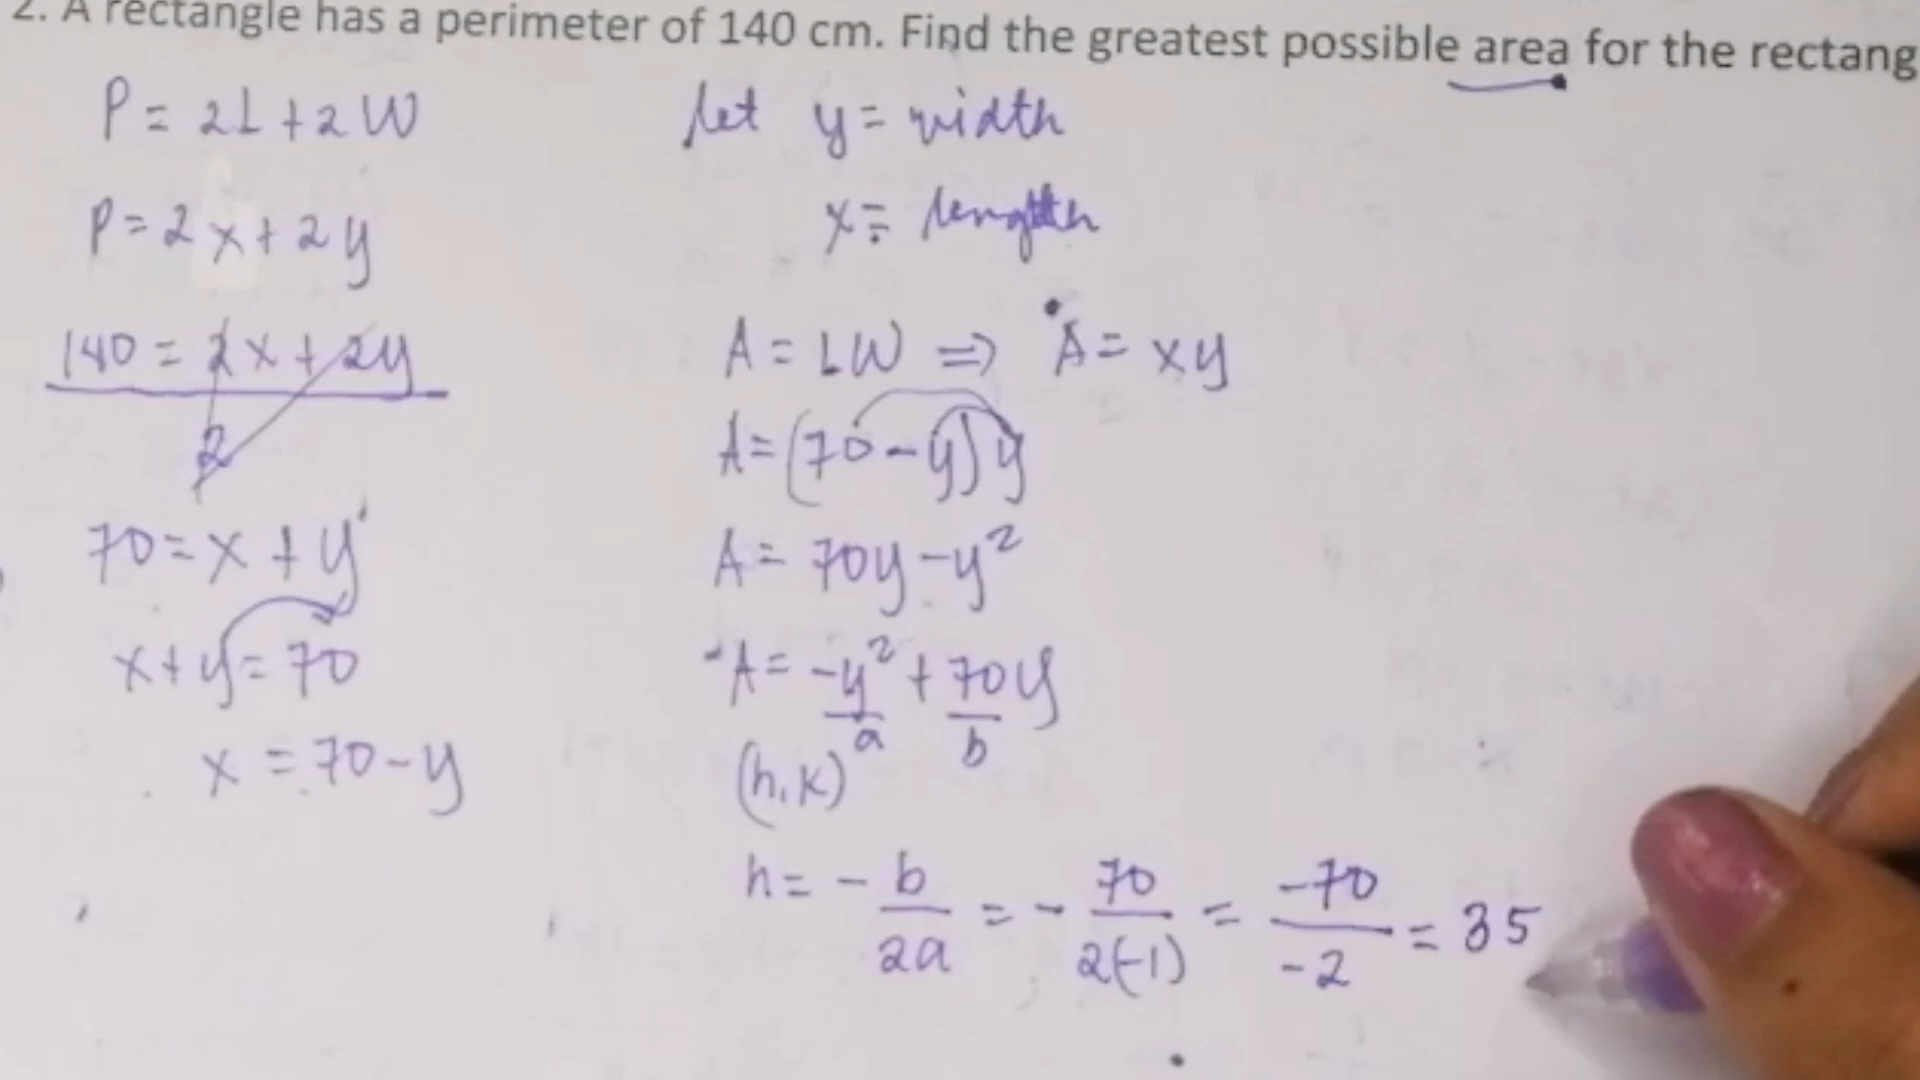 2. A rectangle has a perimeter of 140 cm. Find the greatest possible area for the rectang
P = 2L + 2W
P = 2x + 2y
140 = 2x + 2y
2
70 = x + y
x + y = 70
x = 70 - y
Let y = width
x = length
A = LW ⇒ A = xy
A = (70 - y) y
A = 70y - y²
A = -y² + 70y
a b
(h, k)
h = - b/2a = - 70/2(-1) = -70/-2 = 35